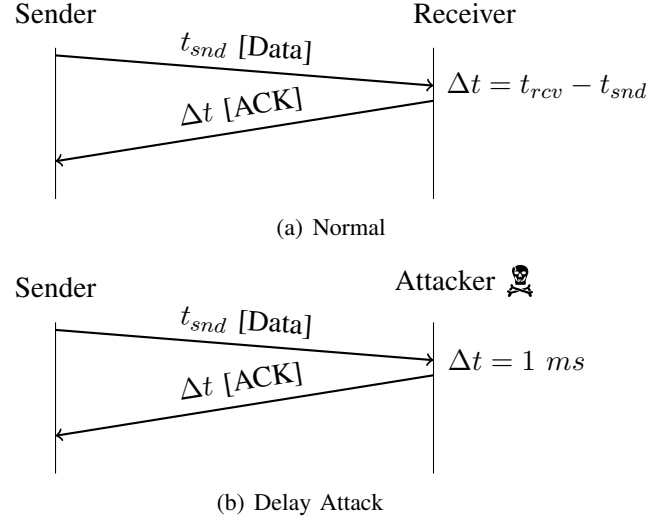 Sender Receiver
t_snd [Data]
Δt = t_rcv − t_snd
Δt [ACK]
(a) Normal
Sender Attacker ☠
t_snd [Data]
Δt = 1 ms
Δt [ACK]
(b) Delay Attack